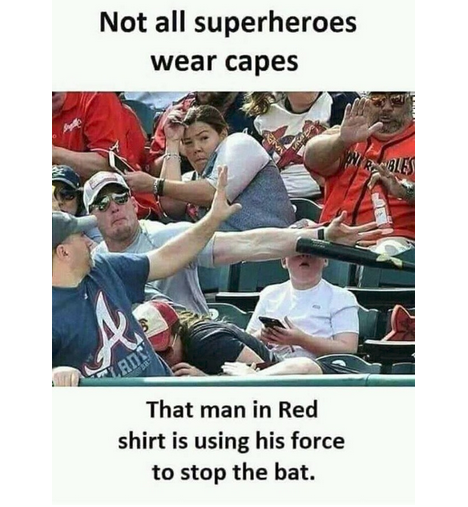 Not all superheroes
wear capes
A
That man in Red
shirt is using his force
to stop the bat.